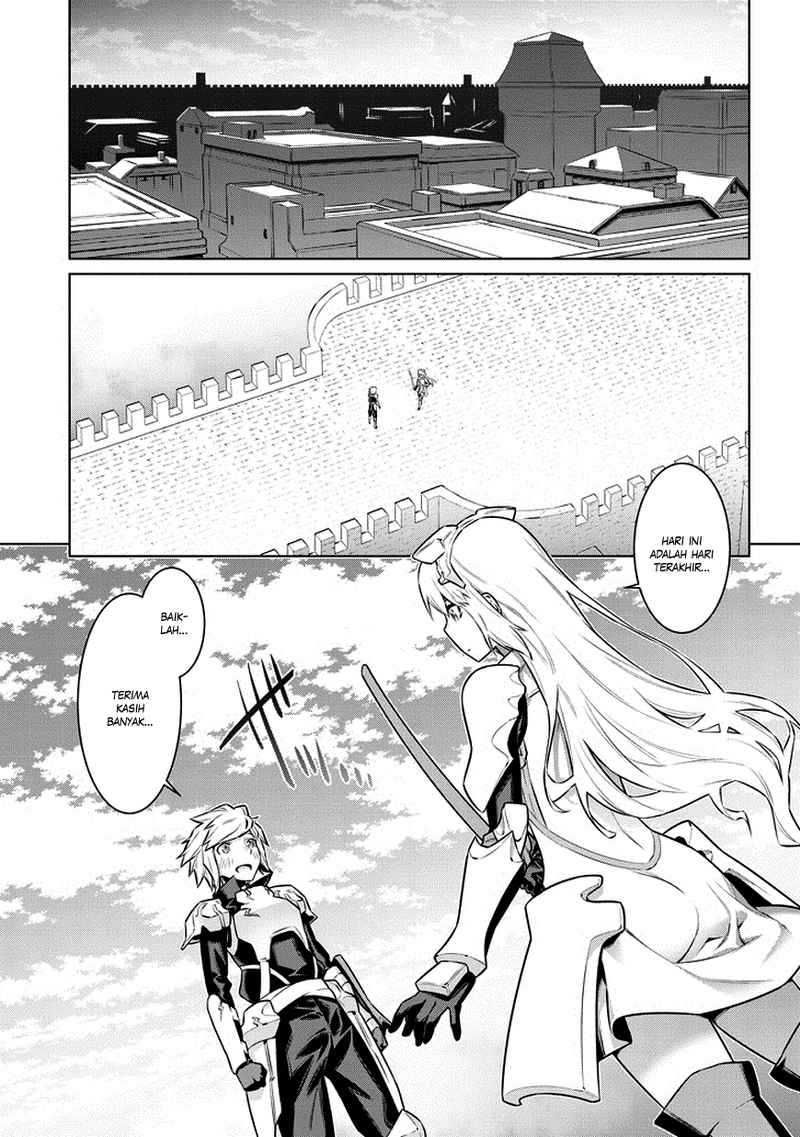 HARI INI
ADALAH HARI
TERAKHIR...
BAIK-
LAH...
TERIMA
KASIH
BANYAK...